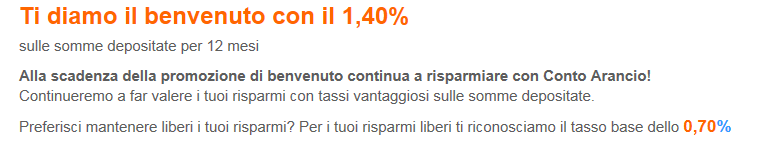 Ti diamo il benvenuto con il 1,40%
sulle somme depositate per 12 mesi
Alla scadenza della promozione di benvenuto continua a risparmiare con Conto Arancio!
Continueremo a far valere i tuoi risparmi con tassi vantaggiosi sulle somme depositate.
Preferisci mantenere liberi i tuoi risparmi? Per i tuoi risparmi liberi ti riconosciamo il tasso base dello 0,70%